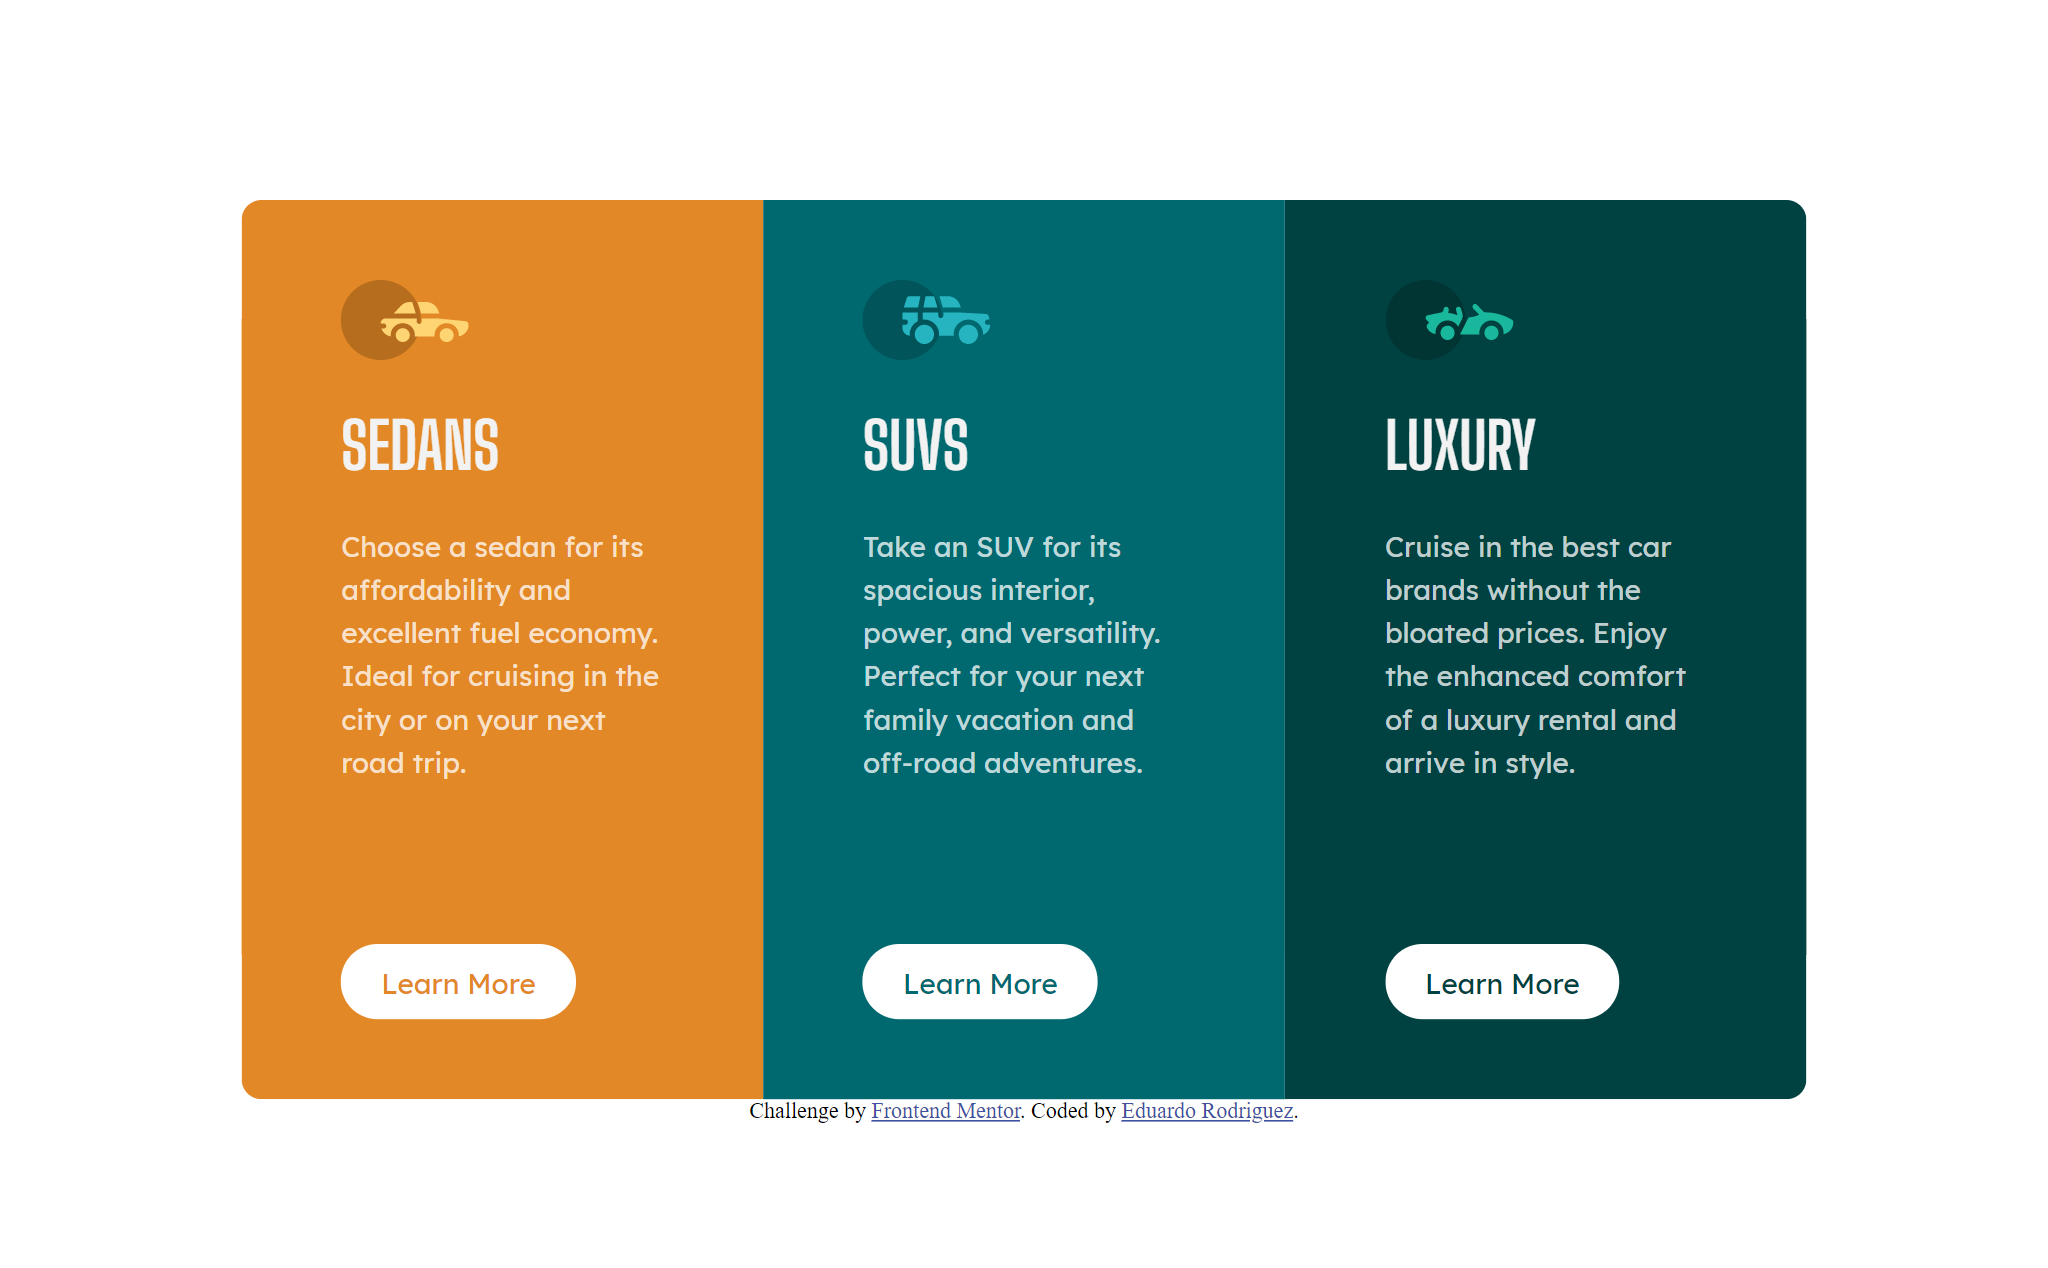 SEDANS
Choose a sedan for its
affordability and
excellent fuel economy.
Ideal for cruising in the
city or on your next
road trip.
Learn More
SUVS
Take an SUV for its
spacious interior,
power, and versatility.
Perfect for your next
family vacation and
off-road adventures.
Learn More
LUXURY
Cruise in the best car
brands without the
bloated prices. Enjoy
the enhanced comfort
of a luxury rental and
arrive in style.
Learn More
Challenge by Frontend Mentor. Coded by Eduardo Rodriguez.